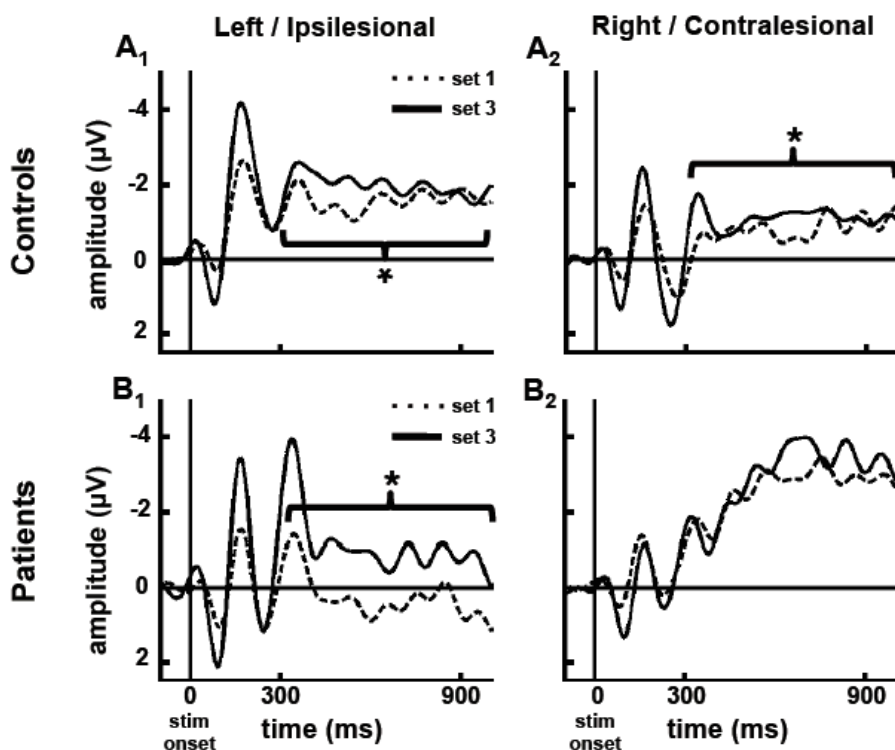 Left / Ipsilesional
Right / Contralesional
A1
A2
set 1
set 3
Controls
amplitude (µV)
-4
-2
0
2
*
*
B1
B2
set 1
set 3
Patients
amplitude (µV)
-4
-2
0
2
*
0 300 900
0 300 900
stim onset
time (ms)
stim onset
time (ms)